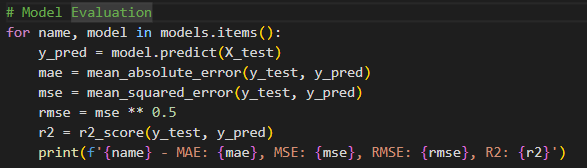 # Model Evaluation
for name, model in models.items():
    y_pred = model.predict(X_test)
    mae = mean_absolute_error(y_test, y_pred)
    mse = mean_squared_error(y_test, y_pred)
    rmse = mse ** 0.5
    r2 = r2_score(y_test, y_pred)
    print(f'{name} - MAE: {mae}, MSE: {mse}, RMSE: {rmse}, R2: {r2}')